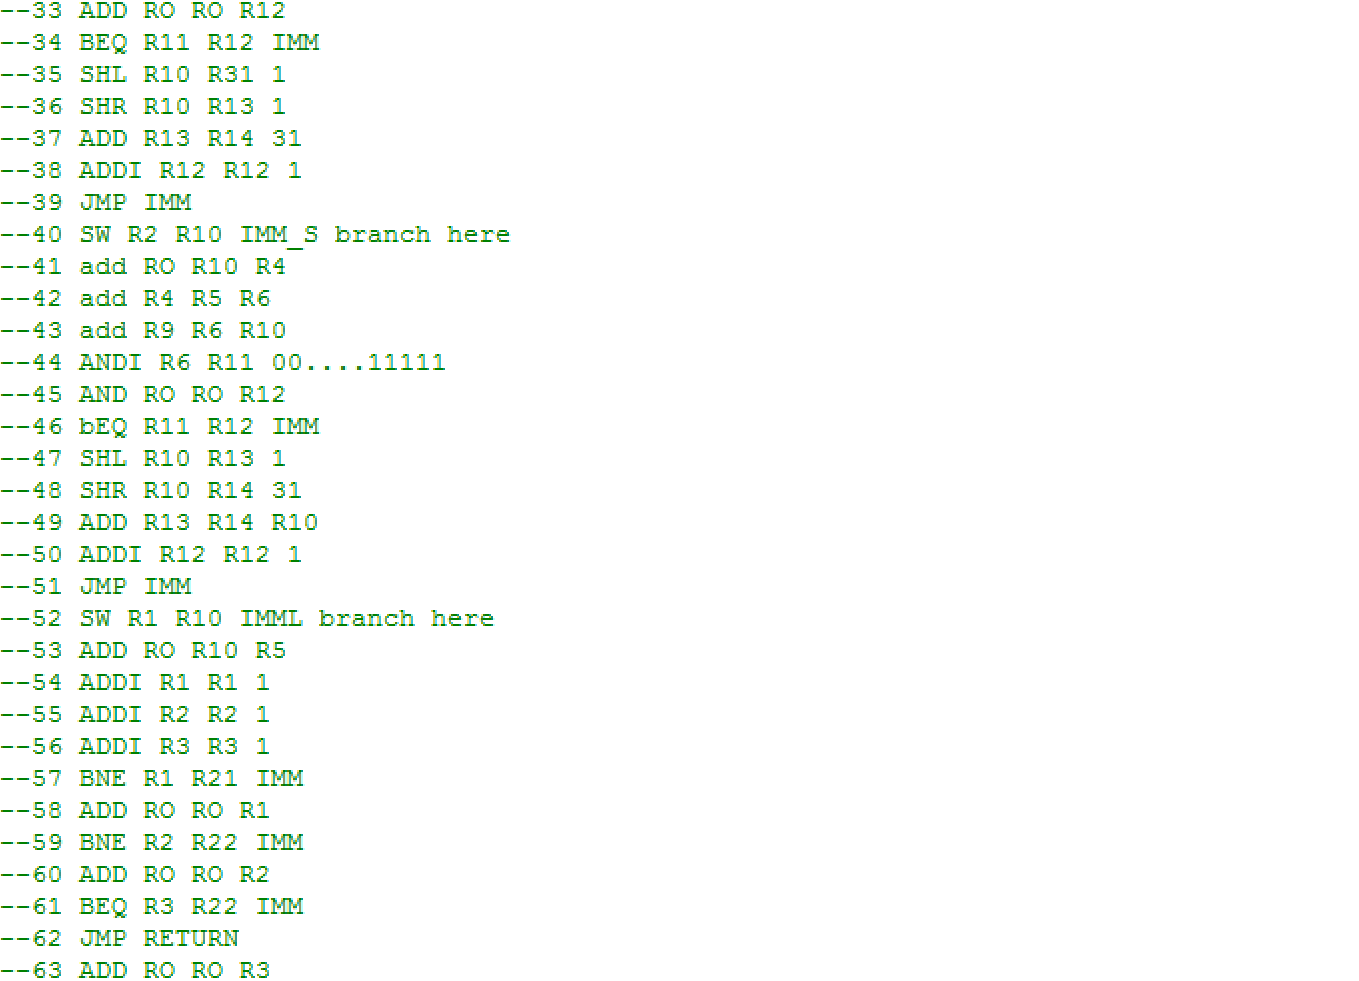 --33 ADD RO RO R12
--34 BEQ R11 R12 IMM
--35 SHL R10 R31 1
--36 SHR R10 R13 1
--37 ADD R13 R14 31
--38 ADDI R12 R12 1
--39 JMP IMM
--40 SW R2 R10 IMM_S branch here
--41 add RO R10 R4
--42 add R4 R5 R6
--43 add R9 R6 R10
--44 ANDI R6 R11 00....11111
--45 AND RO RO R12
--46 bEQ R11 R12 IMM
--47 SHL R10 R13 1
--48 SHR R10 R14 31
--49 ADD R13 R14 R10
--50 ADDI R12 R12 1
--51 JMP IMM
--52 SW R1 R10 IMML branch here
--53 ADD RO R10 R5
--54 ADDI R1 R1 1
--55 ADDI R2 R2 1
--56 ADDI R3 R3 1
--57 BNE R1 R21 IMM
--58 ADD RO RO R1
--59 BNE R2 R22 IMM
--60 ADD RO RO R2
--61 BEQ R3 R22 IMM
--62 JMP RETURN
--63 ADD RO RO R3